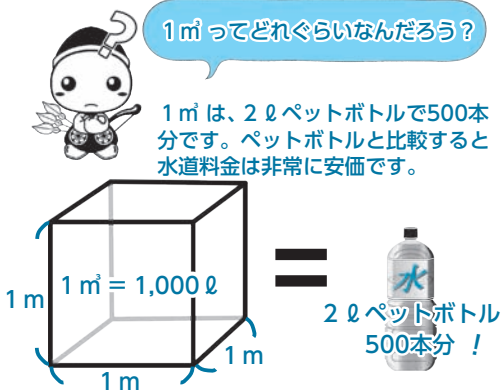 ?
1㎥ってどれぐらいなんだろう？
1㎥は、2ℓペットボトルで500本
分です。ペットボトルと比較すると
水道料金は非常に安価です。
1㎥＝1,000ℓ
1m
1m
1m
＝
水
2ℓペットボトル
500本分！